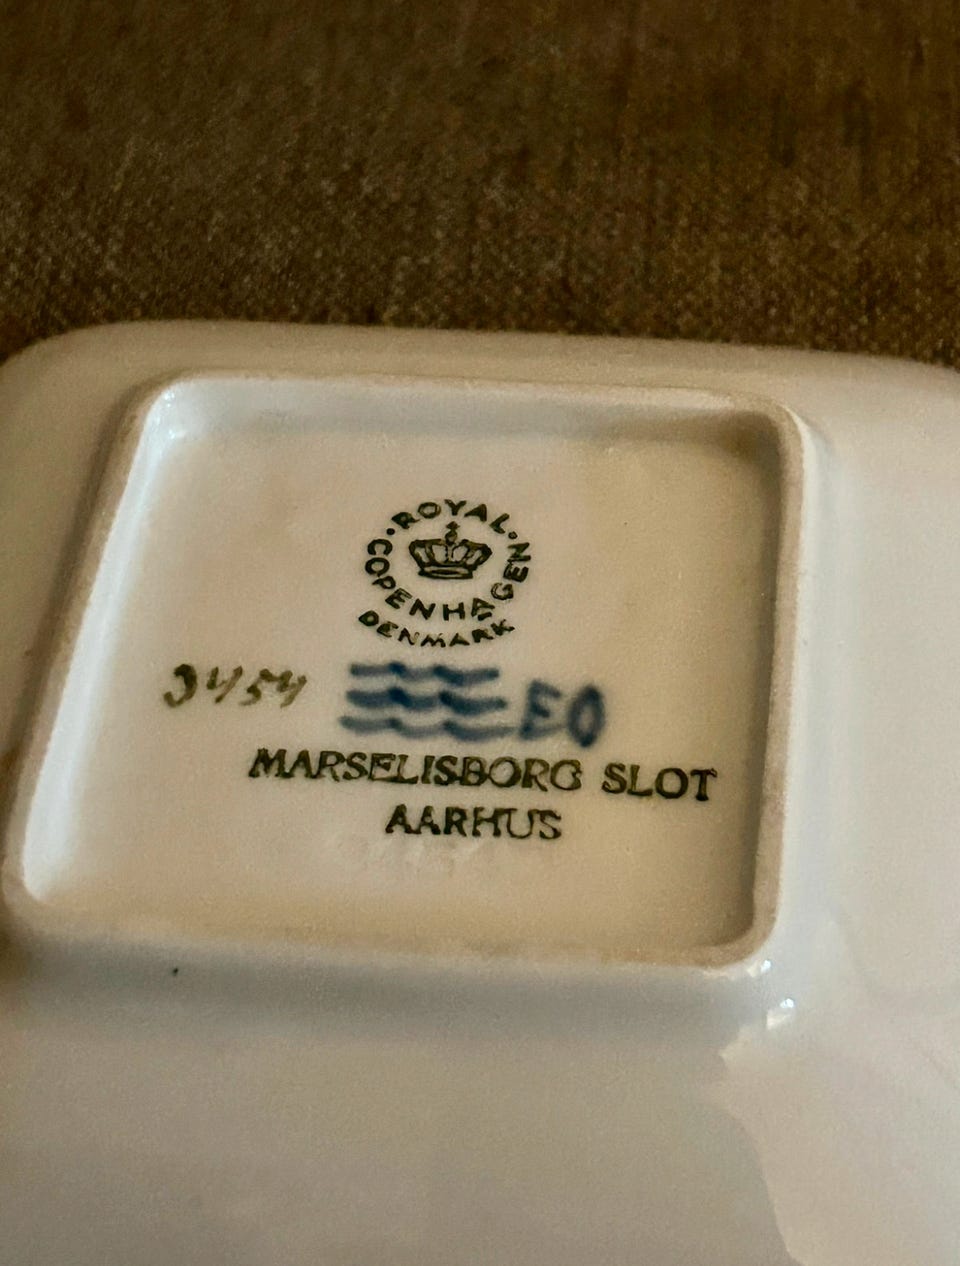 ROYAL
COPENHAGEN
DENMARK
3454 EO
MARSELISBORG SLOT
AARHUS